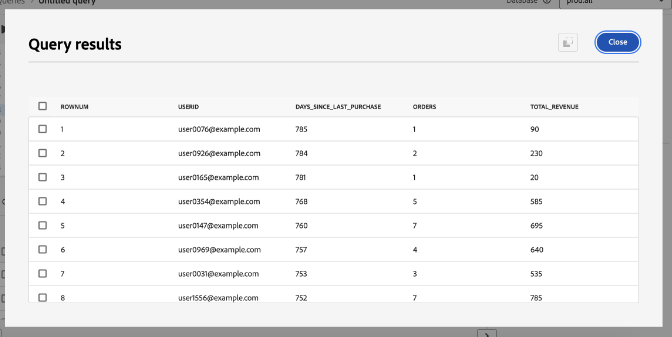 queries / Untitled query Database prod:all
Query results Close
ROWNUM USERID DAYS_SINCE_LAST_PURCHASE ORDERS TOTAL_REVENUE
1 user0076@example.com 785 1 90
2 user0926@example.com 784 2 230
3 user0165@example.com 781 1 20
4 user0354@example.com 768 5 585
5 user0147@example.com 760 7 695
6 user0969@example.com 757 4 640
7 user0031@example.com 753 3 535
8 user1556@example.com 752 7 785